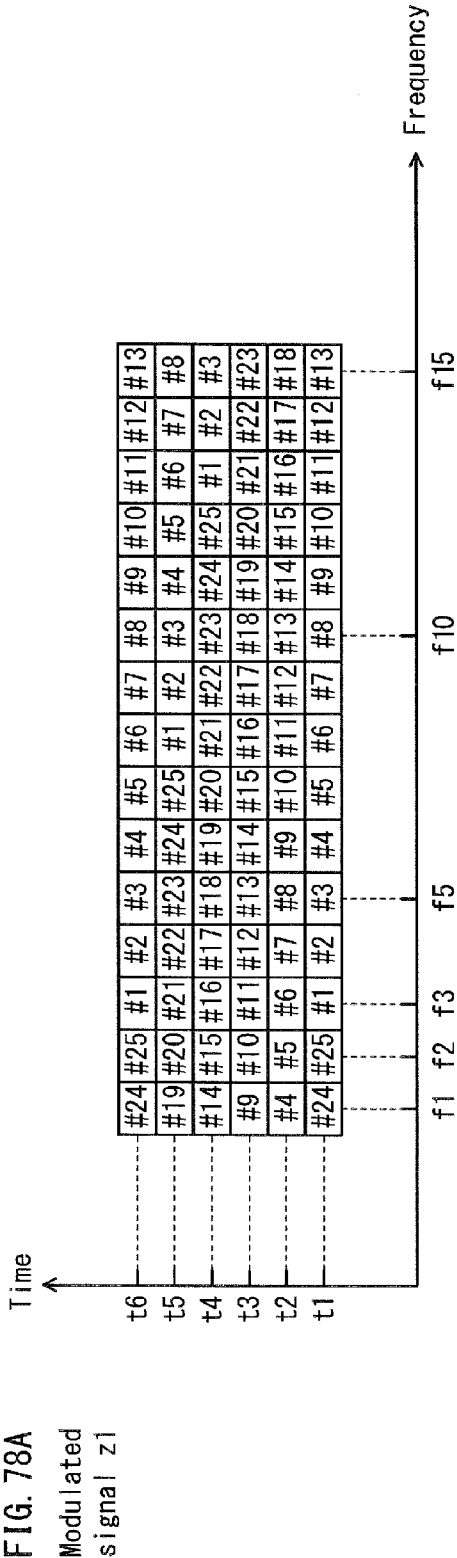 FIG. 78A
Modulated
signal z1
Time
t6 #24 #25 #1 #2 #3 #4 #5 #6 #7 #8 #9 #10 #11 #12 #13
t5 #19 #20 #21 #22 #23 #24 #25 #1 #2 #3 #4 #5 #6 #7 #8
t4 #14 #15 #16 #17 #18 #19 #20 #21 #22 #23 #24 #25 #1 #2 #3
t3 #9 #10 #11 #12 #13 #14 #15 #16 #17 #18 #19 #20 #21 #22 #23
t2 #4 #5 #6 #7 #8 #9 #10 #11 #12 #13 #14 #15 #16 #17 #18
t1 #24 #25 #1 #2 #3 #4 #5 #6 #7 #8 #9 #10 #11 #12 #13
f1 f2 f3 f5 f10 f15
Frequency